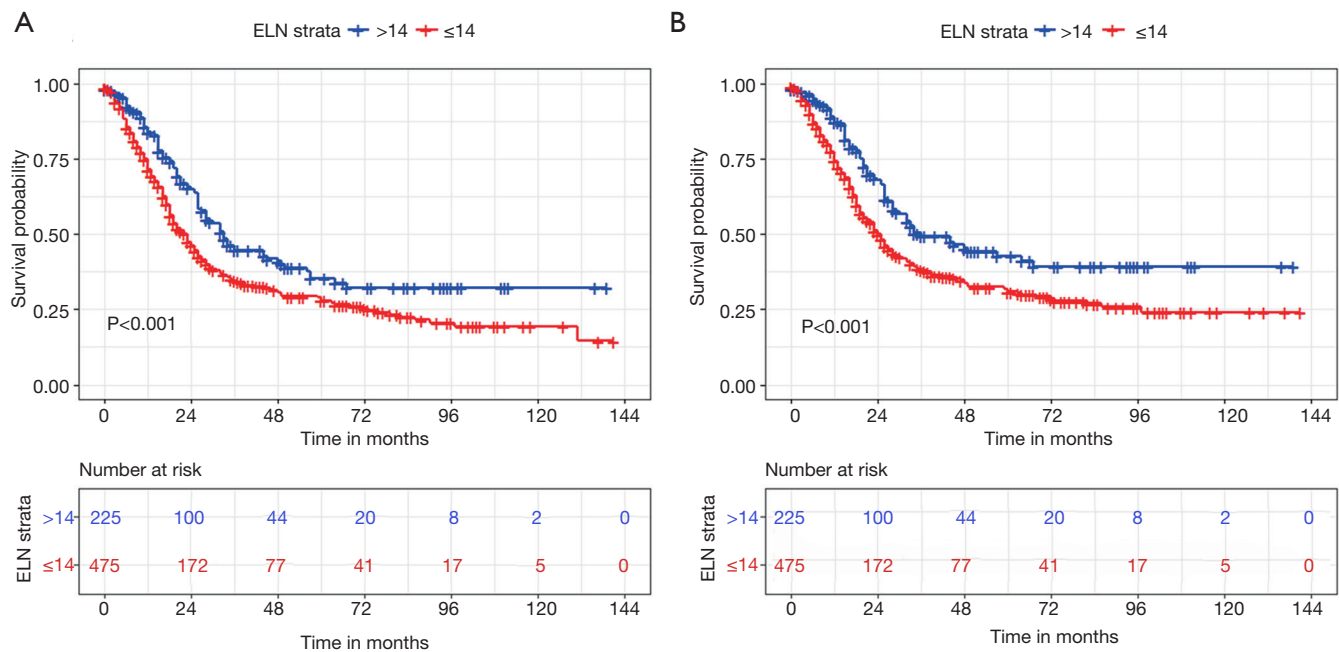 A
ELN strata >14 ≤14
Survival probability
1.00
0.75
0.50
0.25
0.00
P<0.001
0 24 48 72 96 120 144
Time in months
Number at risk
ELN strata
>14 225 100 44 20 8 2 0
≤14 475 172 77 41 17 5 0
0 24 48 72 96 120 144
Time in months
B
ELN strata >14 ≤14
Survival probability
1.00
0.75
0.50
0.25
0.00
P<0.001
0 24 48 72 96 120 144
Time in months
Number at risk
ELN strata
>14 225 100 44 20 8 2 0
≤14 475 172 77 41 17 5 0
0 24 48 72 96 120 144
Time in months